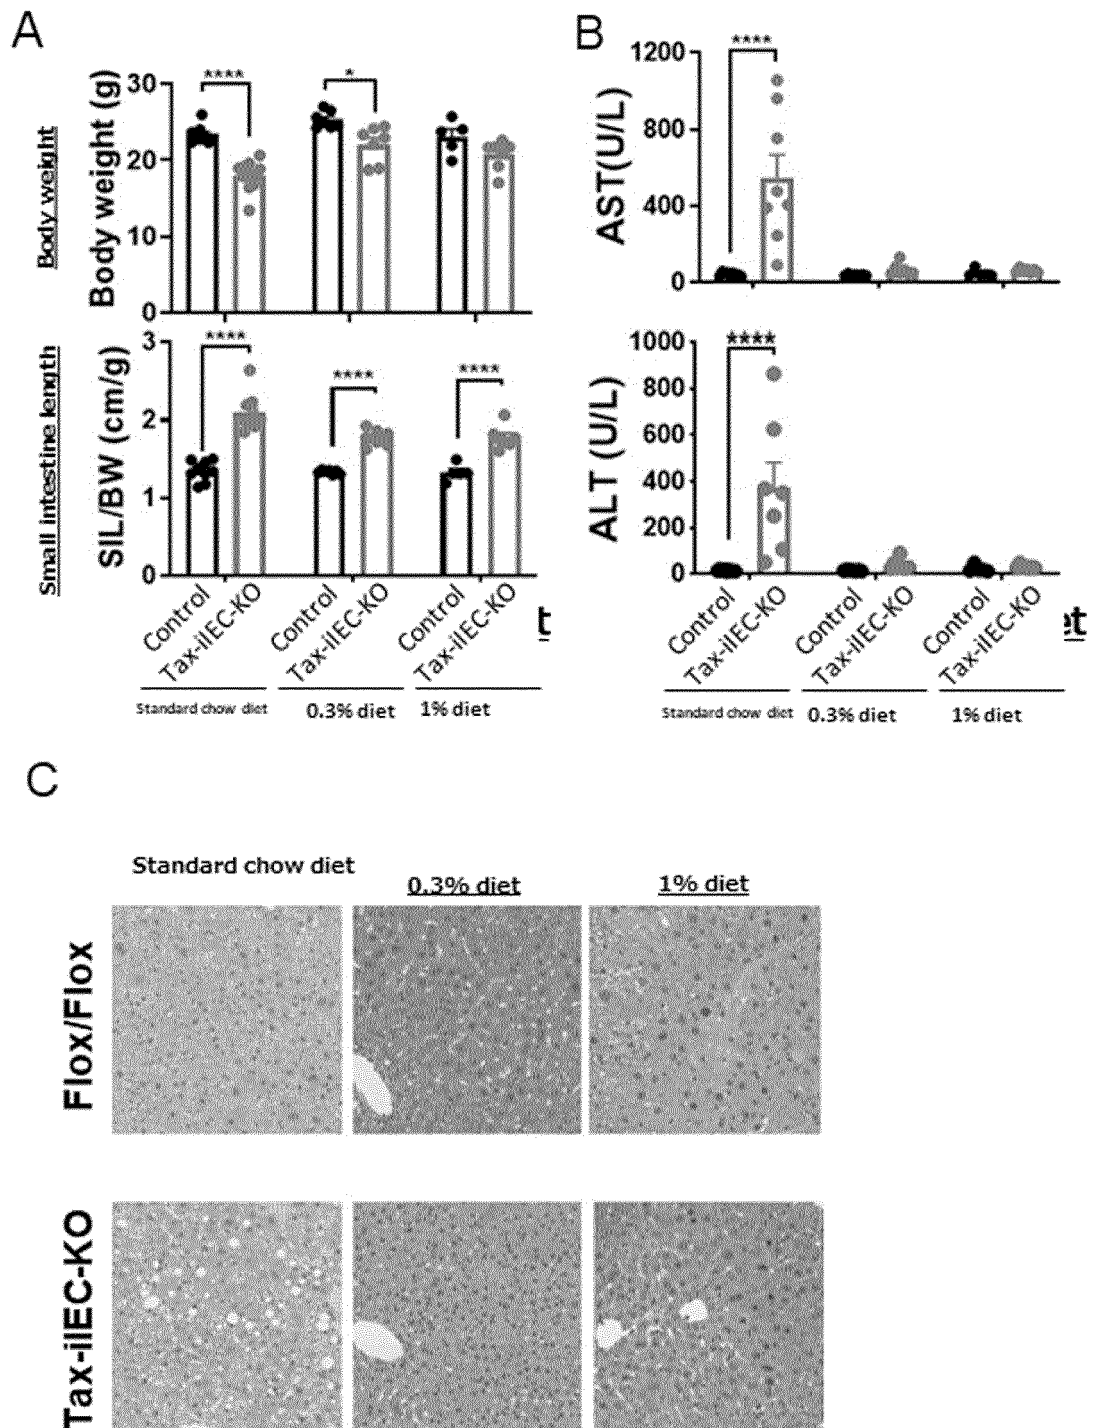 A
Body weight
Body weight (g)
30
20
10
0
****
*
Small intestine length
SIL/BW (cm/g)
3
2
1
0
****
****
****
Control
Tax-iIEC-KO
Control
Tax-iIEC-KO
Control
Tax-iIEC-KO
t
Standard chow diet
0.3% diet
1% diet
B
AST(U/L)
1200
800
400
0
****
ALT (U/L)
1000
800
600
400
200
0
****
Control
Tax-iIEC-KO
Control
Tax-iIEC-KO
Control
Tax-iIEC-KO
et
Standard chow diet
0.3% diet
1% diet
C
Standard chow diet
0.3% diet
1% diet
Flox/Flox
Tax-iIEC-KO